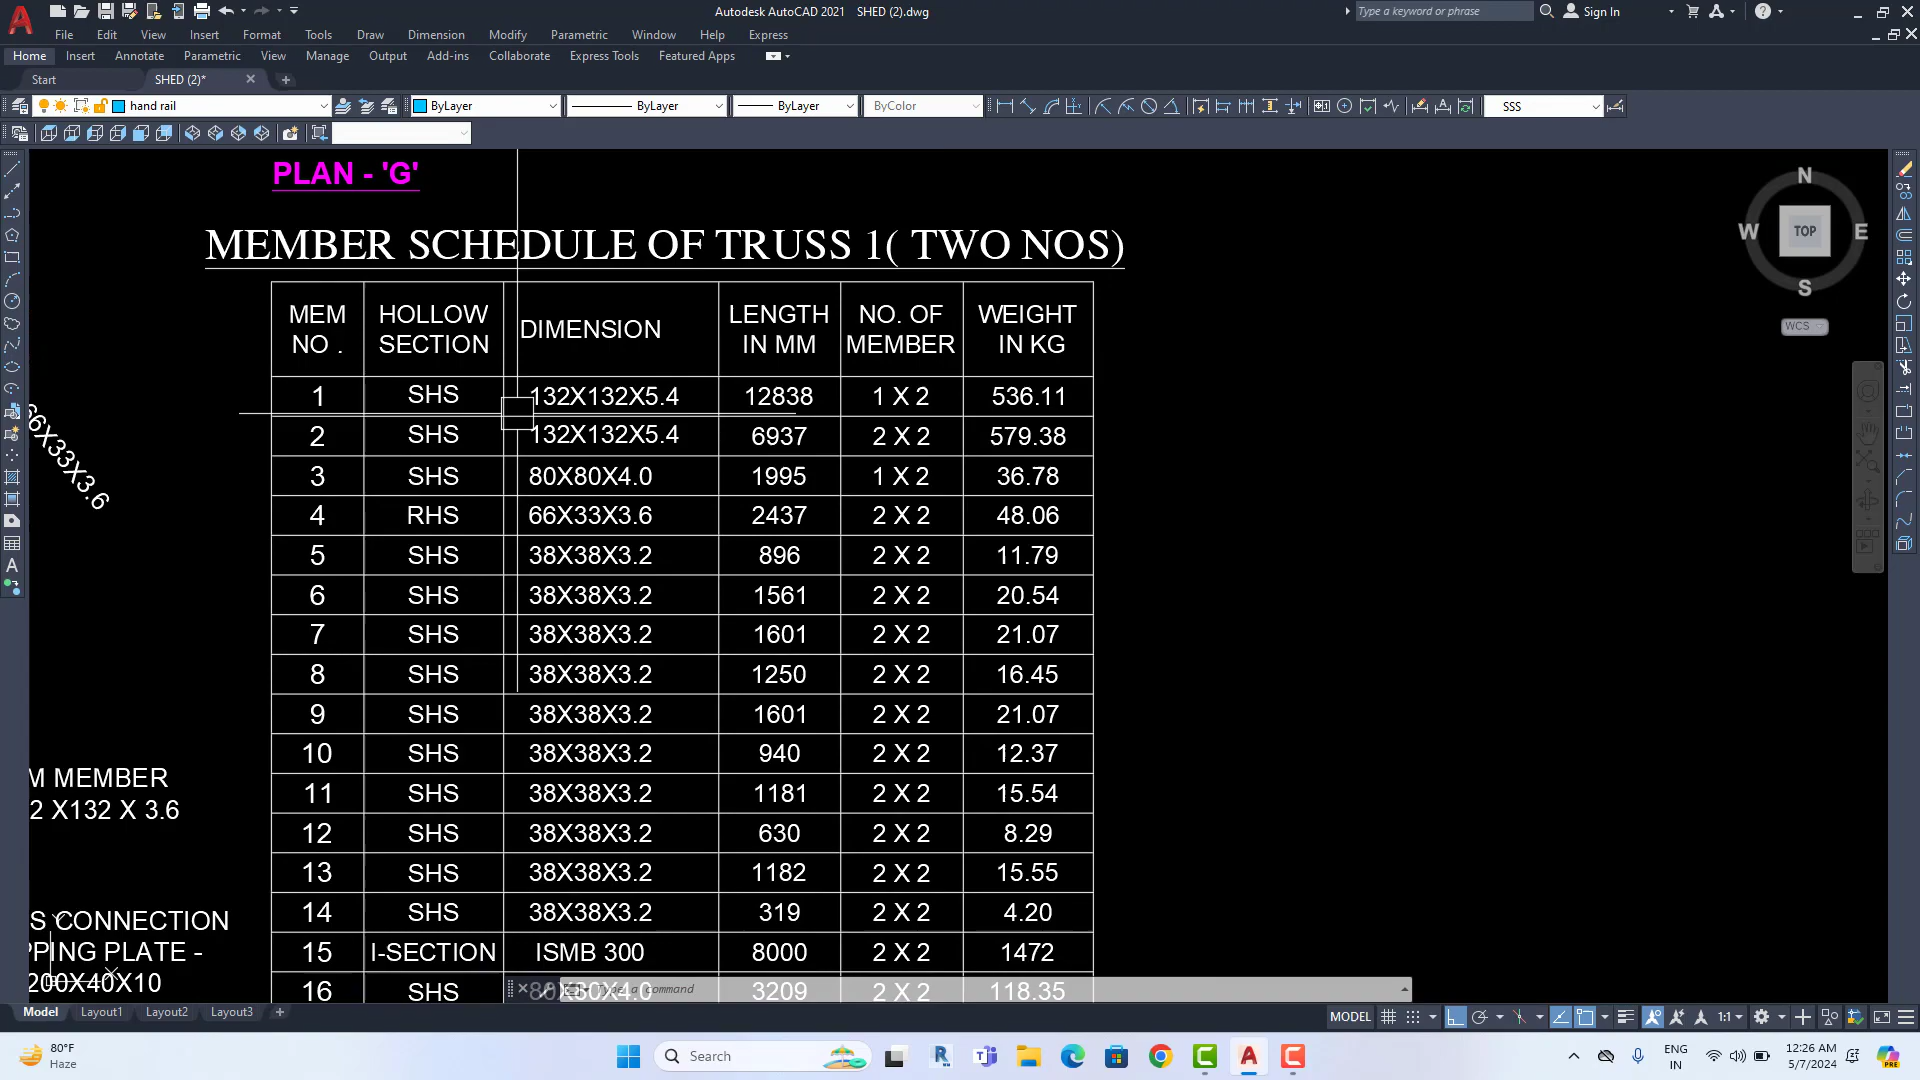 Autodesk AutoCAD 2021 SHED (2).dwg
Type a keyword or phrase
Sign In
File Edit View Insert Format Tools Draw Dimension Modify Parametric Window Help Express
Home Insert Annotate Parametric View Manage Output Add-ins Collaborate Express Tools Featured Apps
Start SHED (2)*
hand rail ByLayer ByLayer ByLayer ByColor SSS
PLAN - 'G'
N
W TOP E
S
WCS
MEMBER SCHEDULE OF TRUSS 1( TWO NOS)
MEM NO . HOLLOW SECTION DIMENSION LENGTH IN MM NO. OF MEMBER WEIGHT IN KG
1 SHS 132X132X5.4 12838 1 X 2 536.11
2 SHS 132X132X5.4 6937 2 X 2 579.38
3 SHS 80X80X4.0 1995 1 X 2 36.78
4 RHS 66X33X3.6 2437 2 X 2 48.06
5 SHS 38X38X3.2 896 2 X 2 11.79
6 SHS 38X38X3.2 1561 2 X 2 20.54
7 SHS 38X38X3.2 1601 2 X 2 21.07
8 SHS 38X38X3.2 1250 2 X 2 16.45
9 SHS 38X38X3.2 1601 2 X 2 21.07
10 SHS 38X38X3.2 940 2 X 2 12.37
11 SHS 38X38X3.2 1181 2 X 2 15.54
12 SHS 38X38X3.2 630 2 X 2 8.29
13 SHS 38X38X3.2 1182 2 X 2 15.55
14 SHS 38X38X3.2 319 2 X 2 4.20
15 I-SECTION ISMB 300 8000 2 X 2 1472
16 SHS 80X80X4.0 3209 2 X 2 118.35
66X33X3.6
M MEMBER
2 X132 X 3.6
S CONNECTION
PPING PLATE -
200X40X10
Type a command
Model Layout1 Layout2 Layout3
MODEL 1:1
80°F
Haze
Search
ENG
IN
12:26 AM
5/7/2024